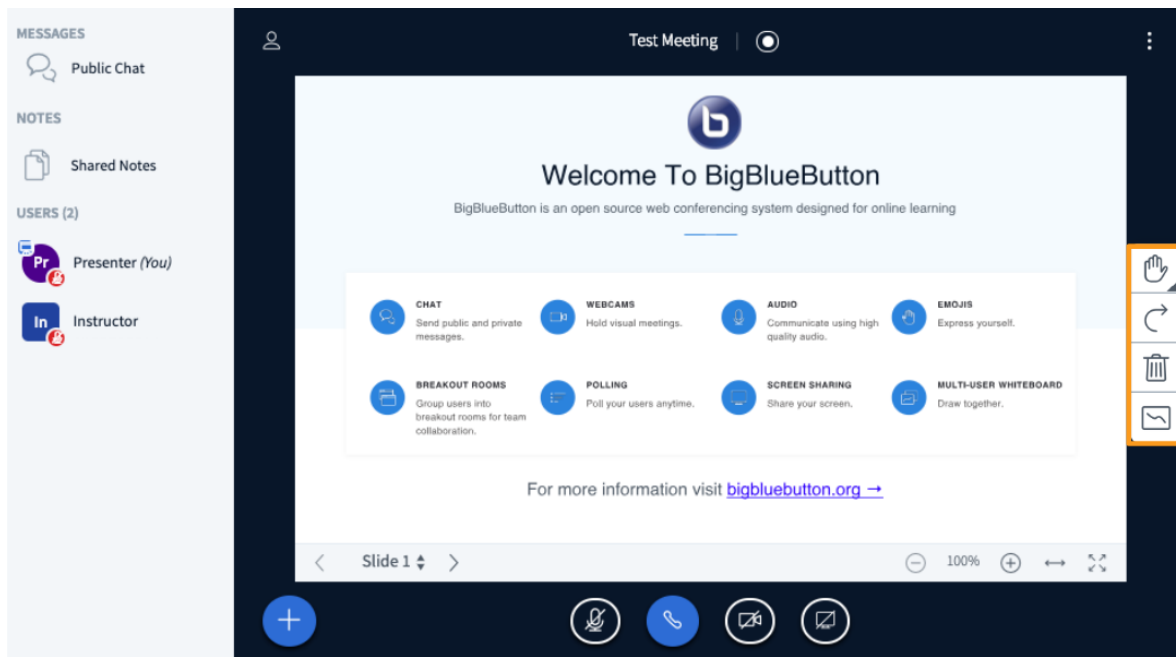 MESSAGES
Public Chat
NOTES
Shared Notes
USERS (2)
Pr
Presenter (You)
In
Instructor
Test Meeting
b
Welcome To BigBlueButton
BigBlueButton is an open source web conferencing system designed for online learning
CHAT
Send public and private
messages.
WEBCAMS
Hold visual meetings.
AUDIO
Communicate using high
quality audio.
EMOJIS
Express yourself.
BREAKOUT ROOMS
Group users into
breakout rooms for team
collaboration.
POLLING
Poll your users anytime.
SCREEN SHARING
Share your screen.
MULTI-USER WHITEBOARD
Draw together.
For more information visit bigbluebutton.org →
Slide 1
100%